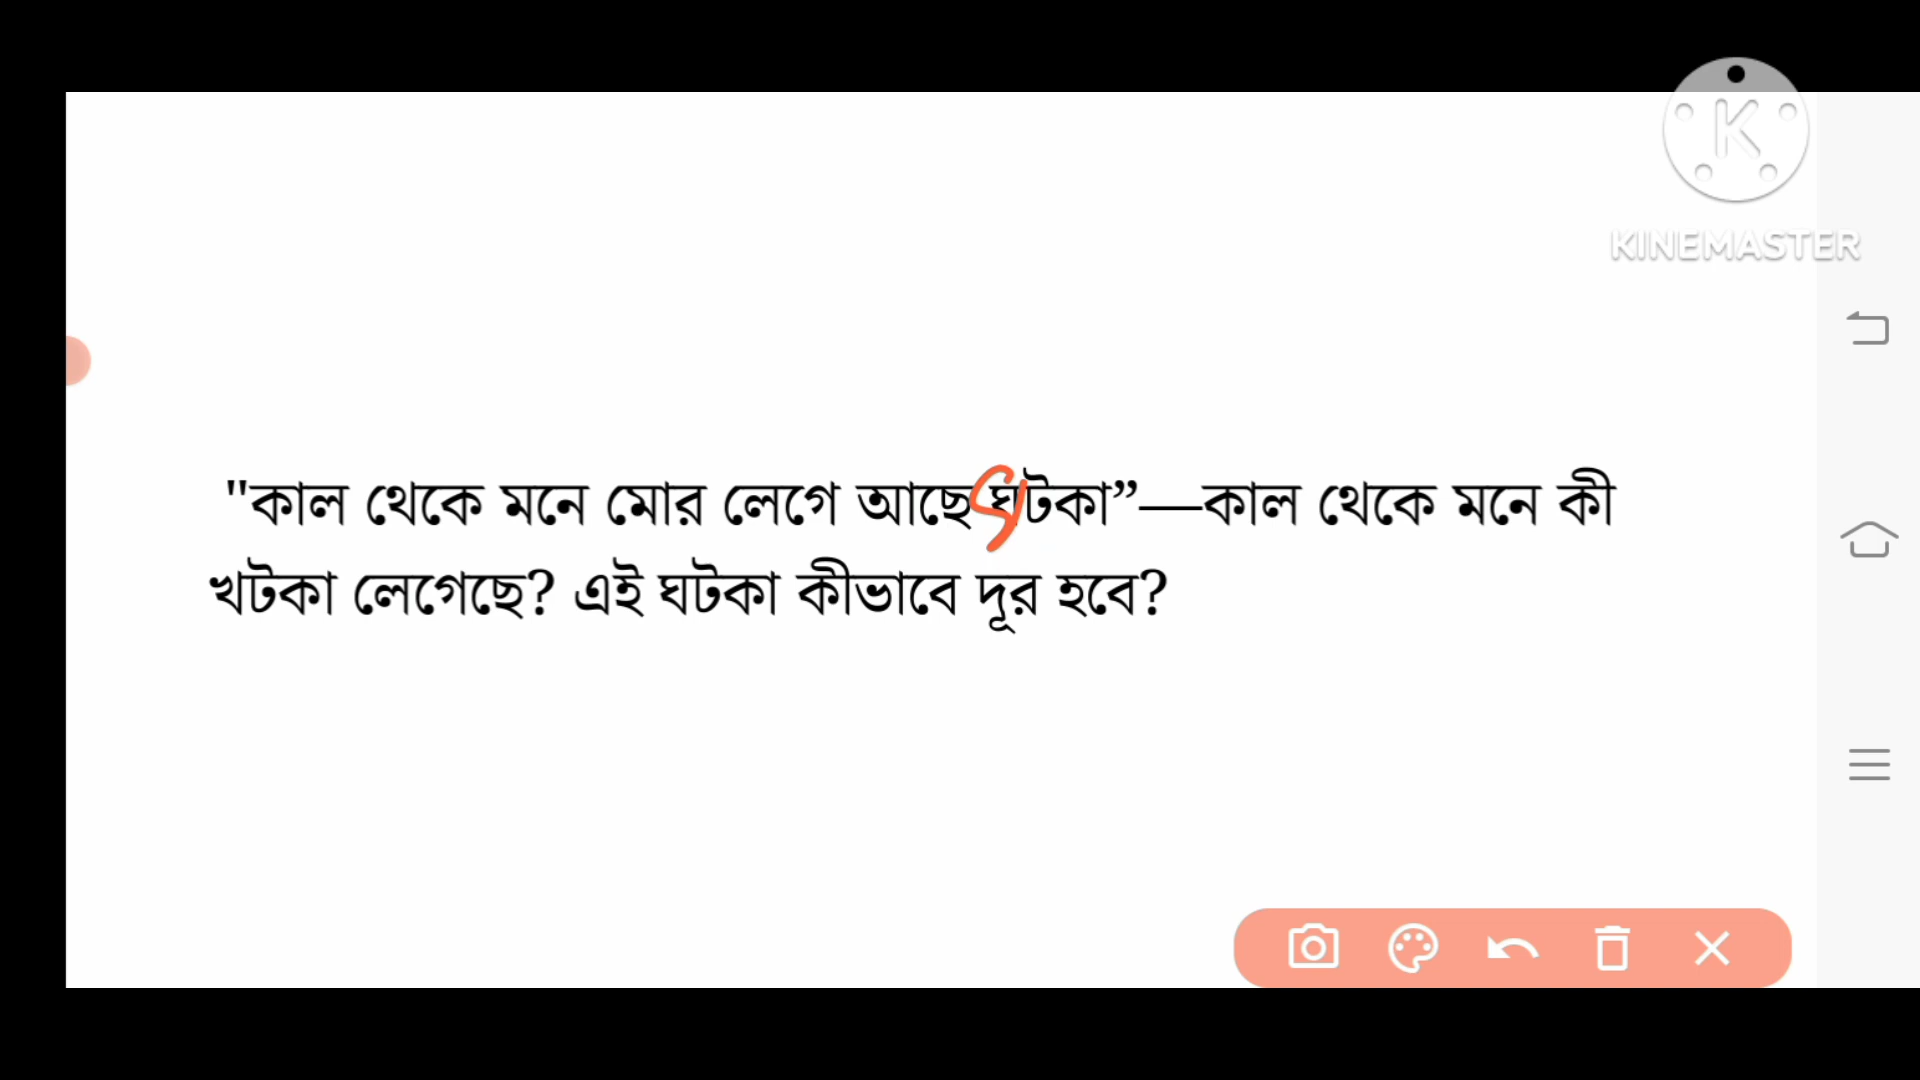 KINEMASTER
"কাল থেকে মনে মোর লেগে আছে ঘটকা”—কাল থেকে মনে কী
খটকা লেগেছে? এই ঘটকা কীভাবে দূর হবে?